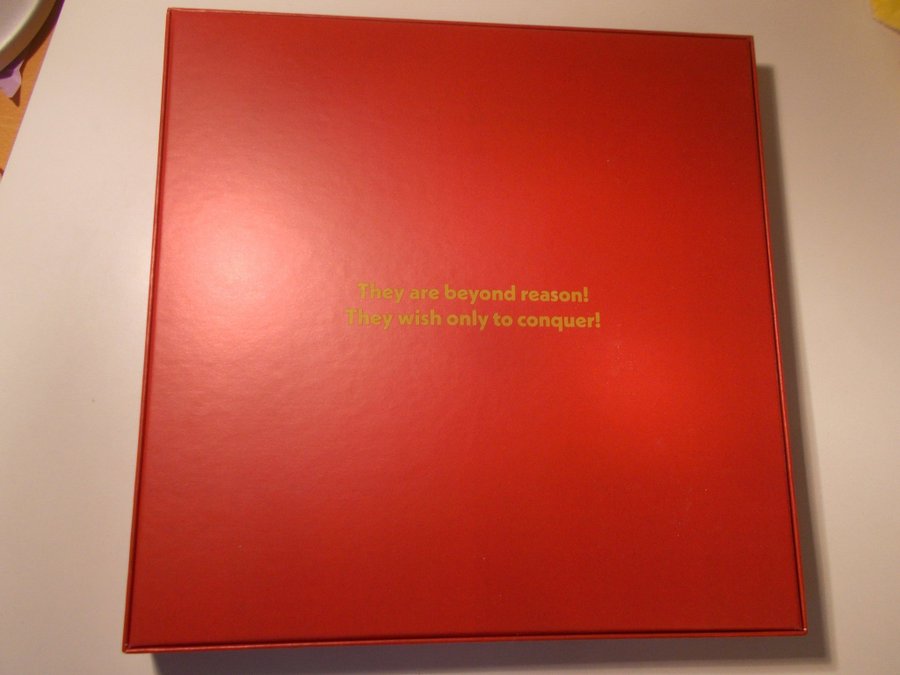 They are beyond reason!
They wish only to conquer!